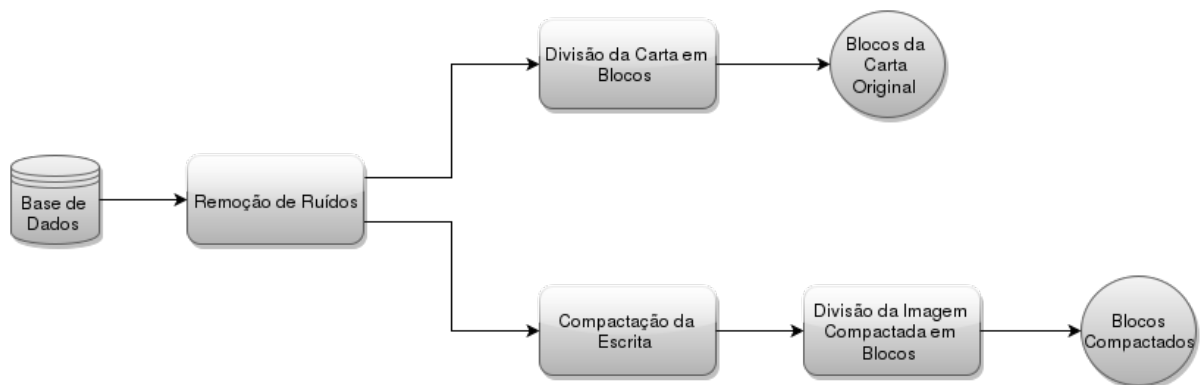 Divisão da Carta em
Blocos
Blocos da
Carta
Original
Base de
Dados
Remoção de Ruídos
Compactação da
Escrita
Divisão da Imagem
Compactada em
Blocos
Blocos
Compactados